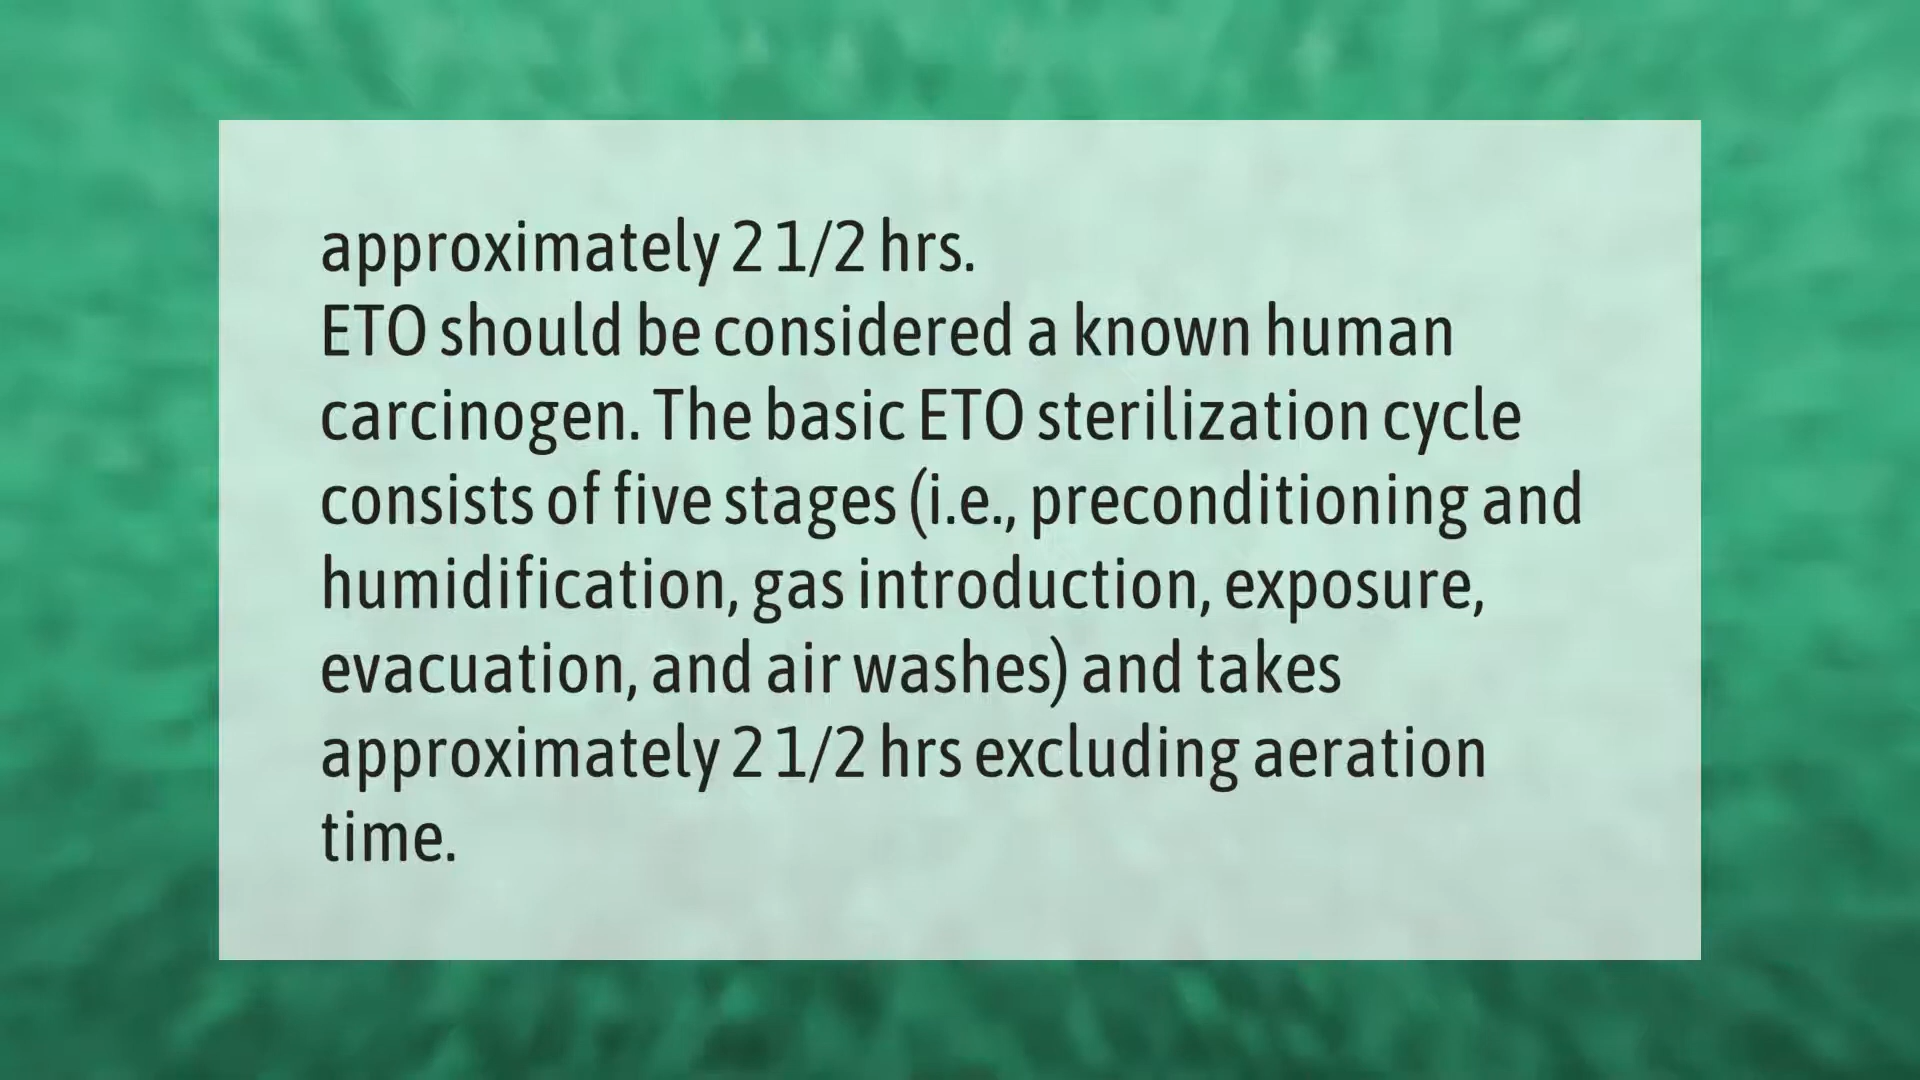 approximately 2 1/2 hrs.
ETO should be considered a known human
carcinogen. The basic ETO sterilization cycle
consists of five stages (i.e., preconditioning and
humidification, gas introduction, exposure,
evacuation, and air washes) and takes
approximately 2 1/2 hrs excluding aeration
time.